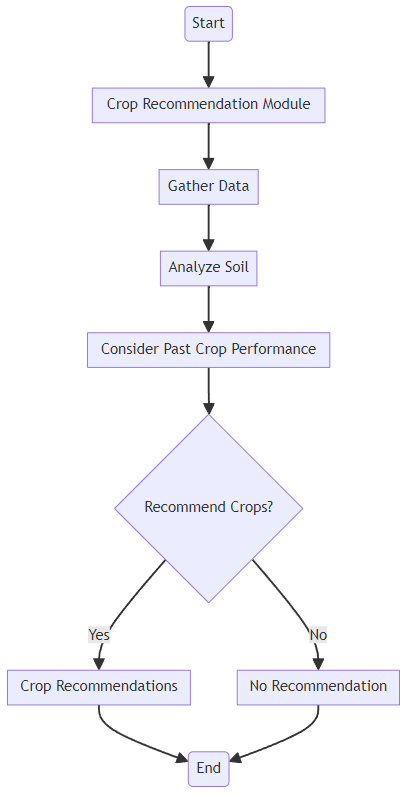 Start
Crop Recommendation Module
Gather Data
Analyze Soil
Consider Past Crop Performance
Recommend Crops?
Yes
No
Crop Recommendations
No Recommendation
End